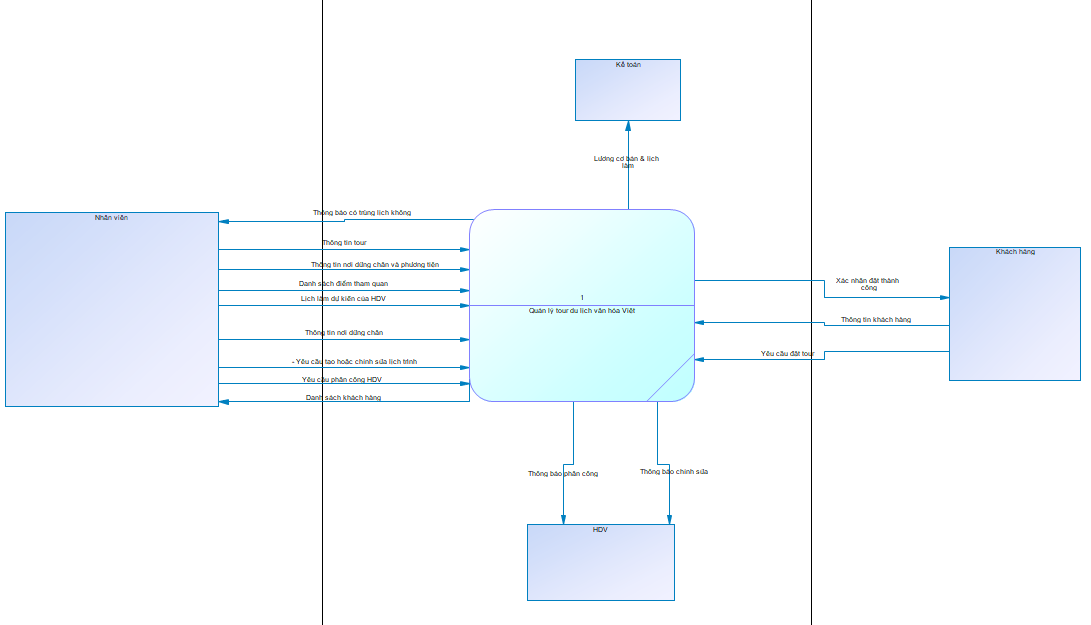 Kế toán
Lương cơ bản & lịch
làm
Nhân viên
Thông báo có trùng lịch không
Thông tin tour
Thông tin nơi dừng chân và phương tiện
Danh sách điểm tham quan
Lịch làm dự kiến của HDV
Thông tin nơi dừng chân
- Yêu cầu tạo hoặc chỉnh sửa lịch trình
Yêu cầu phân công HDV
Danh sách khách hàng
1
Quản lý tour du lịch văn hóa Việt
Khách hàng
Xác nhận đặt thành
công
Thông tin khách hàng
Yêu cầu đặt tour
Thông báo phân công
Thông báo chỉnh sửa
HDV